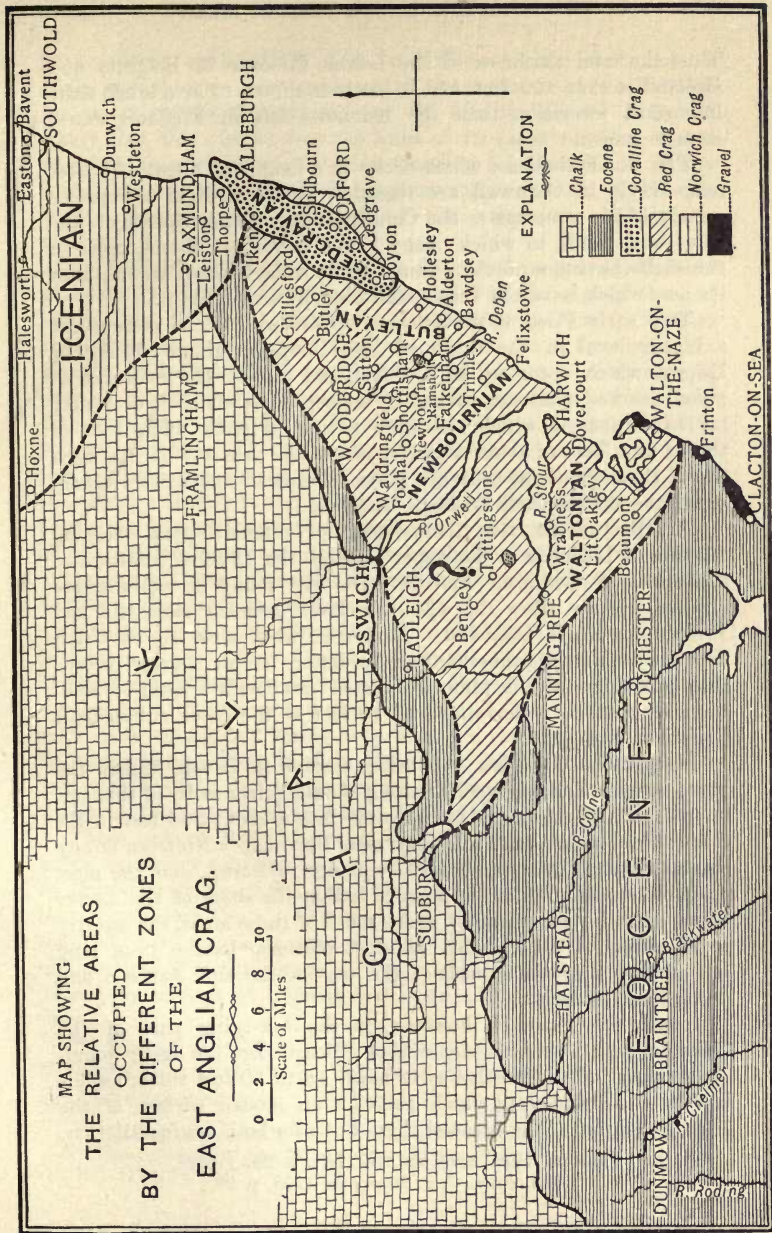 MAP SHOWING
THE RELATIVE AREAS
OCCUPIED
BY THE DIFFERENT ZONES
OF THE
EAST ANGLIAN CRAG.
0 2 4 6 8 10
Scale of Miles
EXPLANATION
Chalk
Eocene
Coralline Crag
Red Crag
Norwich Crag
Gravel
Easton Bavent
SOUTHWOLD
Halesworth
Dunwich
Westleton
ICENIAN
Hoxne
SAXMUNDHAM
Leiston
Thorpe
ALDEBURGH
FRAMLINGHAM
Iken
GEDGRAVIAN
ORFORD
Gedgrave
Chillesford
Butley
BUTLEYAN
Hollesley
Alderton
Bawdsey
R. Deben
WOODBRIDGE
Sutton
Shottisham
Ramsholt
Waldringfield
Foxhall
Newbourn
Falkenham
Trimley
Felixstowe
NEWBOURNIAN
IPSWICH
R. Orwell
HARWICH
Dovercourt
R. Stour
Wrabness
WALTONIAN
Lit. Oakley
Beaumont
WALTON-ON
THE-NAZE
Frinton
CLACTON-ON-SEA
?
Tattingstone
Bentley
HADLEIGH
MANNINGTREE
COLCHESTER
CHALK
SUDBURY
R. Colne
HALSTEAD
R. Blackwater
EOCENE
BRAINTREE
DUNMOW
R. Chelmer
R. Roding